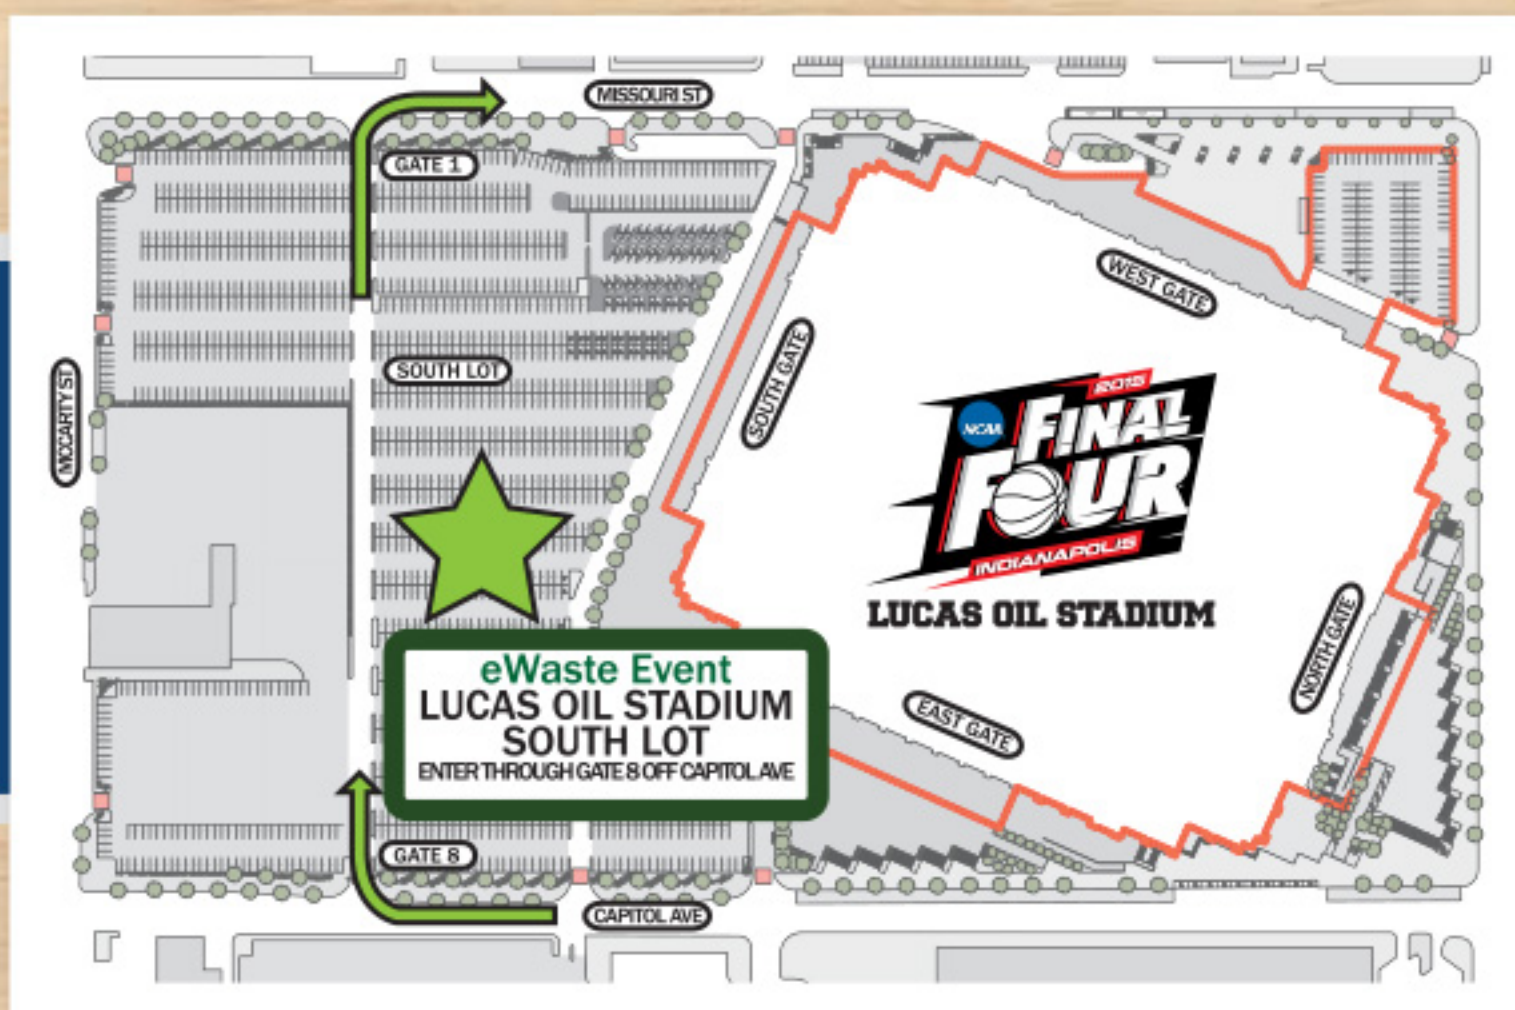 MISSOURI ST
GATE 1
WEST GATE
SOUTH GATE
SOUTH LOT
MCCARTY ST
2015
NCAA
FINAL
FOUR
INDIANAPOLIS
LUCAS OIL STADIUM
NORTH GATE
eWaste Event
LUCAS OIL STADIUM
SOUTH LOT
ENTER THROUGH GATE 8 OFF CAPITOL AVE
EAST GATE
GATE 8
CAPITOL AVE